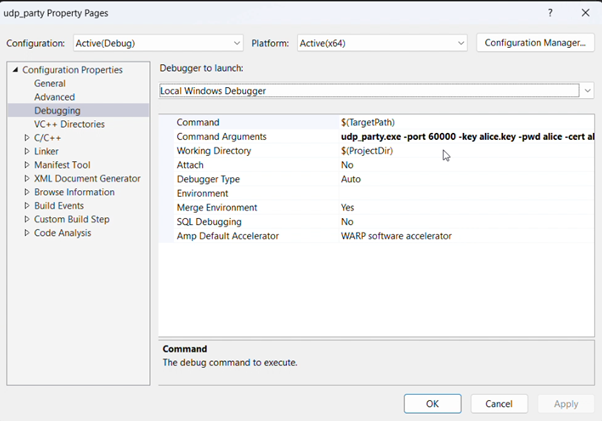 udp_party Property Pages
? ×
Configuration: Active(Debug) Platform: Active(x64) Configuration Manager...
Configuration Properties
General
Advanced
Debugging
VC++ Directories
C/C++
Linker
Manifest Tool
XML Document Generator
Browse Information
Build Events
Custom Build Step
Code Analysis
Debugger to launch:
Local Windows Debugger
Command $(TargetPath)
Command Arguments udp_party.exe -port 60000 -key alice.key -pwd alice -cert al
Working Directory $(ProjectDir)
Attach No
Debugger Type Auto
Environment
Merge Environment Yes
SQL Debugging No
Amp Default Accelerator WARP software accelerator
Command
The debug command to execute.
OK Cancel Apply